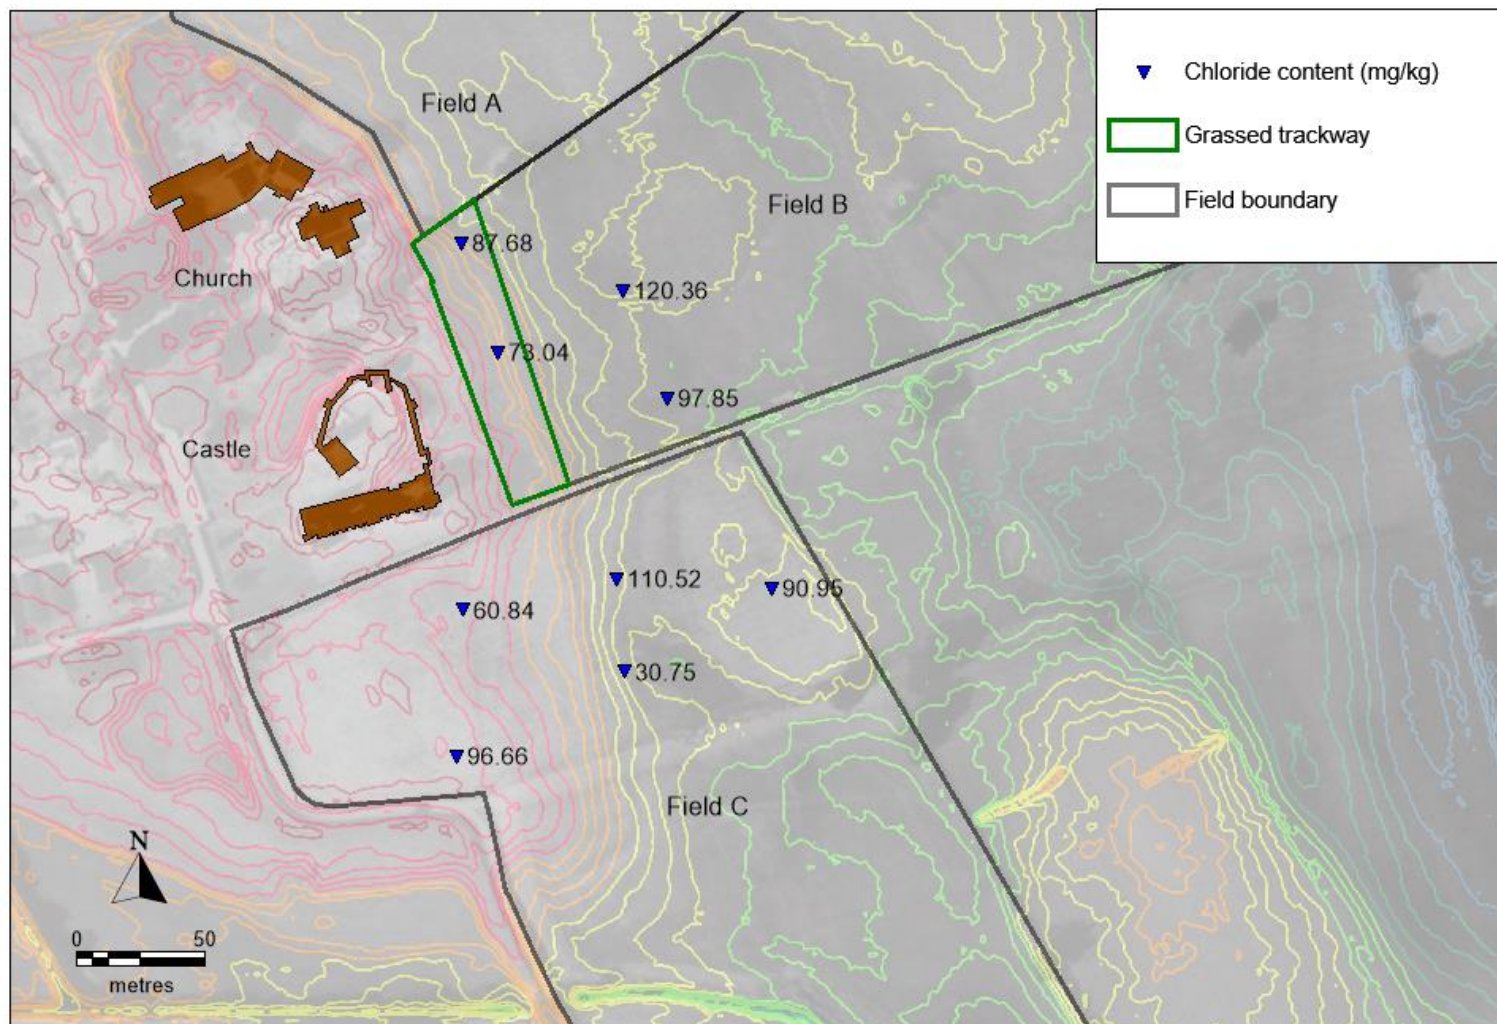 Chloride content (mg/kg)
Grassed trackway
Field boundary
Field A
Field B
87.68
Church
120.36
73.04
97.85
Castle
110.52
90.95
60.84
30.75
96.66
Field C
N
0 50
metres